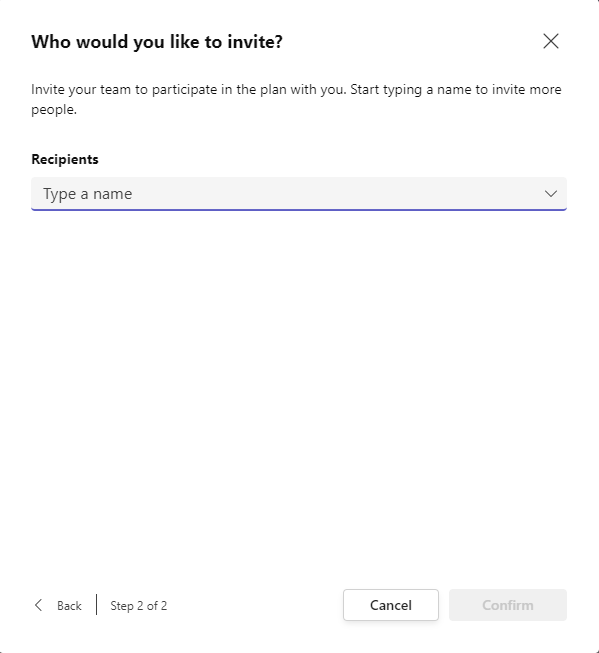 Who would you like to invite?
Invite your team to participate in the plan with you. Start typing a name to invite more
people.
Recipients
Type a name
Back
Step 2 of 2
Cancel
Confirm